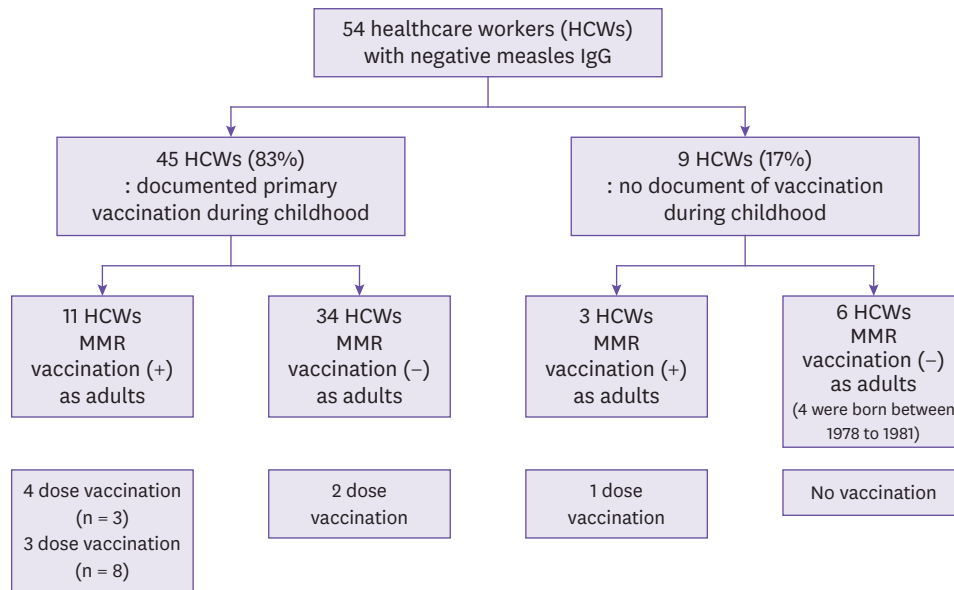 54 healthcare workers (HCWs)
with negative measles IgG
45 HCWs (83%)
: documented primary
vaccination during childhood
9 HCWs (17%)
: no document of vaccination
during childhood
11 HCWs
MMR
vaccination (+)
as adults
34 HCWs
MMR
vaccination (−)
as adults
3 HCWs
MMR
vaccination (+)
as adults
6 HCWs
MMR
vaccination (−)
as adults
(4 were born between
1978 to 1981)
4 dose vaccination
(n = 3)
3 dose vaccination
(n = 8)
2 dose
vaccination
1 dose
vaccination
No vaccination